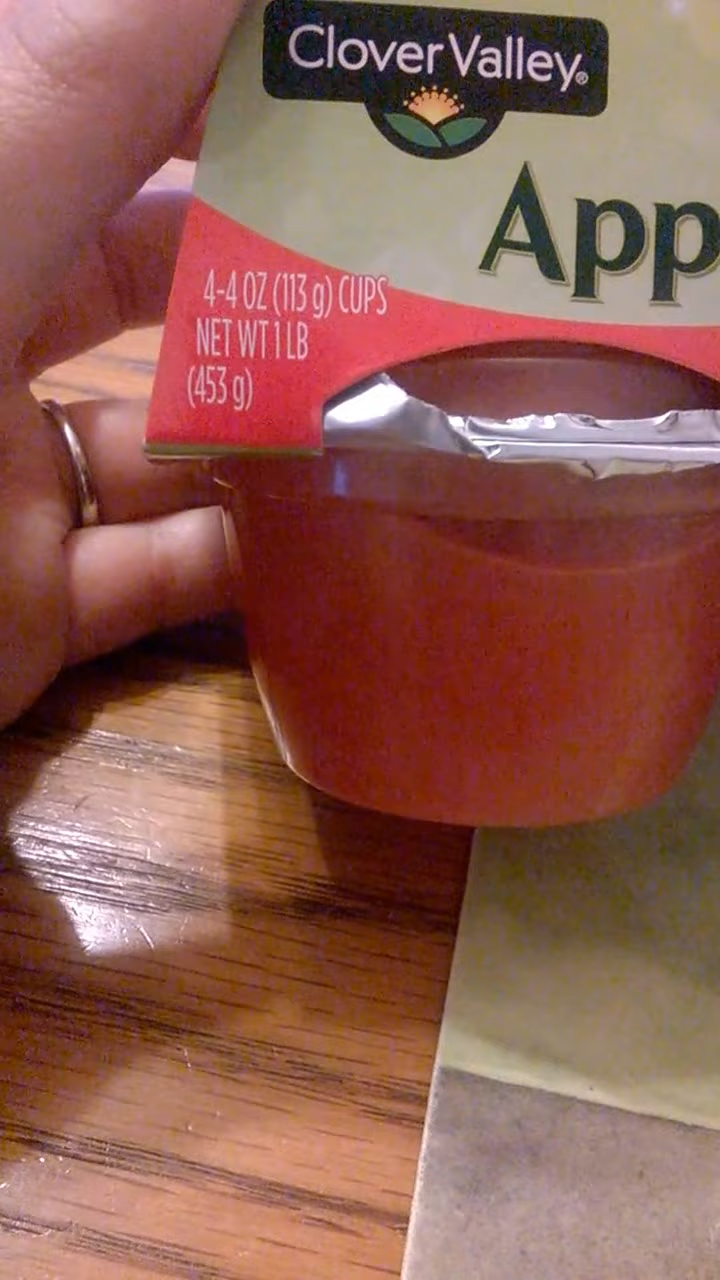 Clover Valley®
App
4-4 OZ (113 g) CUPS
NET WT 1 LB
(453 g)